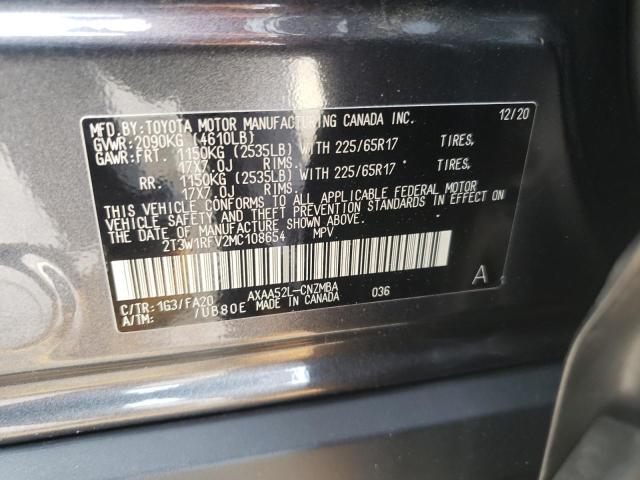 MFD.BY:TOYOTA MOTOR MANUFACTURING CANADA INC. 12/20
GVWR:2090KG (4610LB)
GAWR:FRT. 1150KG (2535LB) WITH 225/65R17 TIRES,
17X7.0J RIMS.
RR. 1150KG (2535LB) WITH 225/65R17 TIRES,
17X7.0J RIMS.
THIS VEHICLE CONFORMS TO ALL APPLICABLE FEDERAL MOTOR
VEHICLE SAFETY AND THEFT PREVENTION STANDARDS IN EFFECT
ON THE DATE OF MANUFACTURE SHOWN ABOVE.
2T3W1RFV2MC108654 MPV
AXAA52L-CNZMBA 036 A
C/TR:1G3/FA20 MADE IN CANADA
A/TM: /UB80E